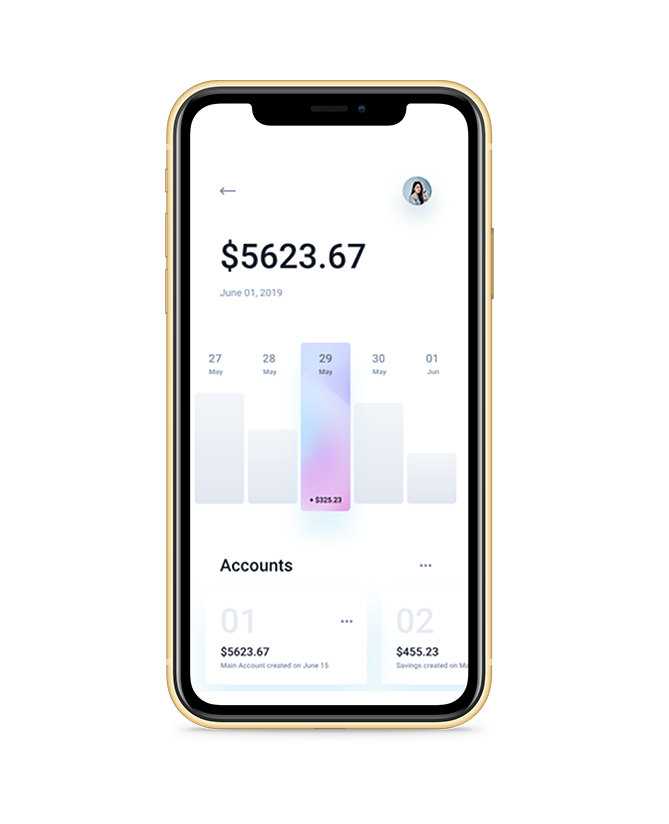 $5623.67
June 01, 2019
27 28 29 30 01
May May May May Jun
• $325.23
Accounts
01 02
$5623.67 $455.23
Main Account created on June 15 Savings created on